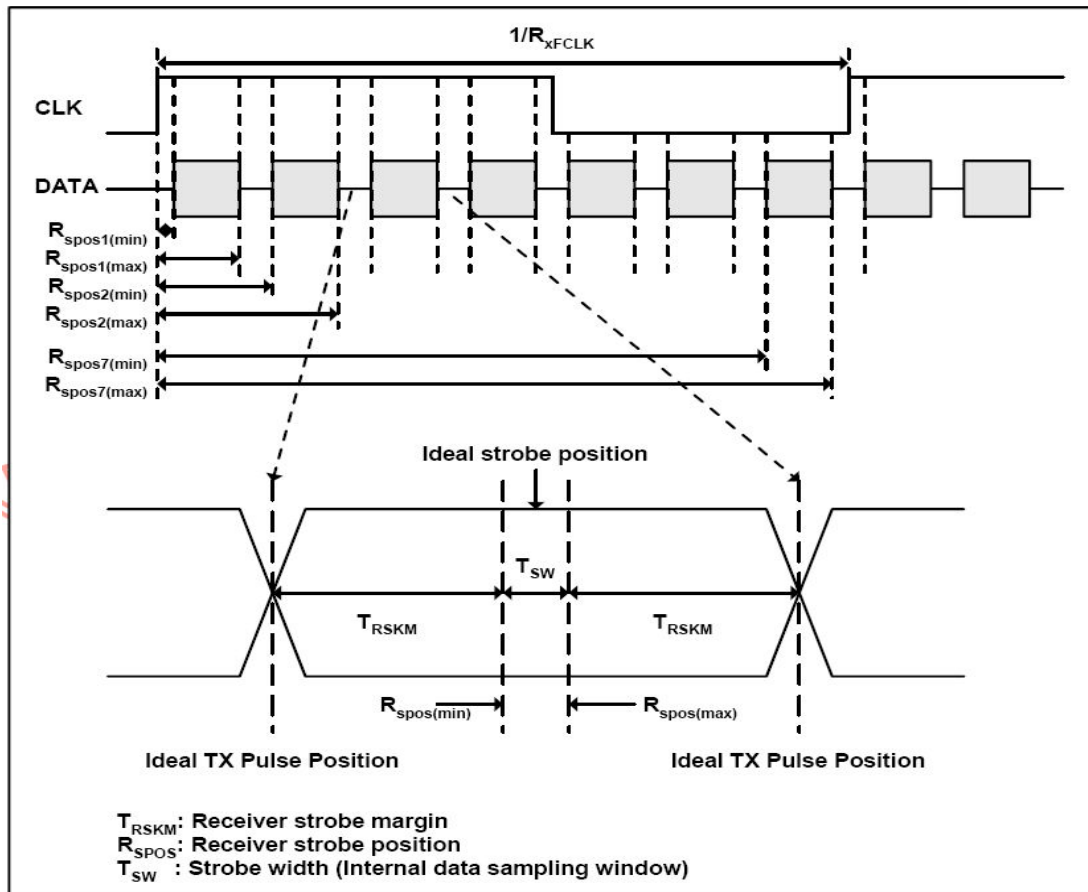 1/RxFCLK
CLK
DATA
Rspos1(min)
Rspos1(max)
Rspos2(min)
Rspos2(max)
Rspos7(min)
Rspos7(max)
Ideal strobe position
TSW
TRSKM TRSKM
Rspos(min) Rspos(max)
Ideal TX Pulse Position Ideal TX Pulse Position
TRSKM: Receiver strobe margin
RSPOS: Receiver strobe position
TSW : Strobe width (Internal data sampling window)